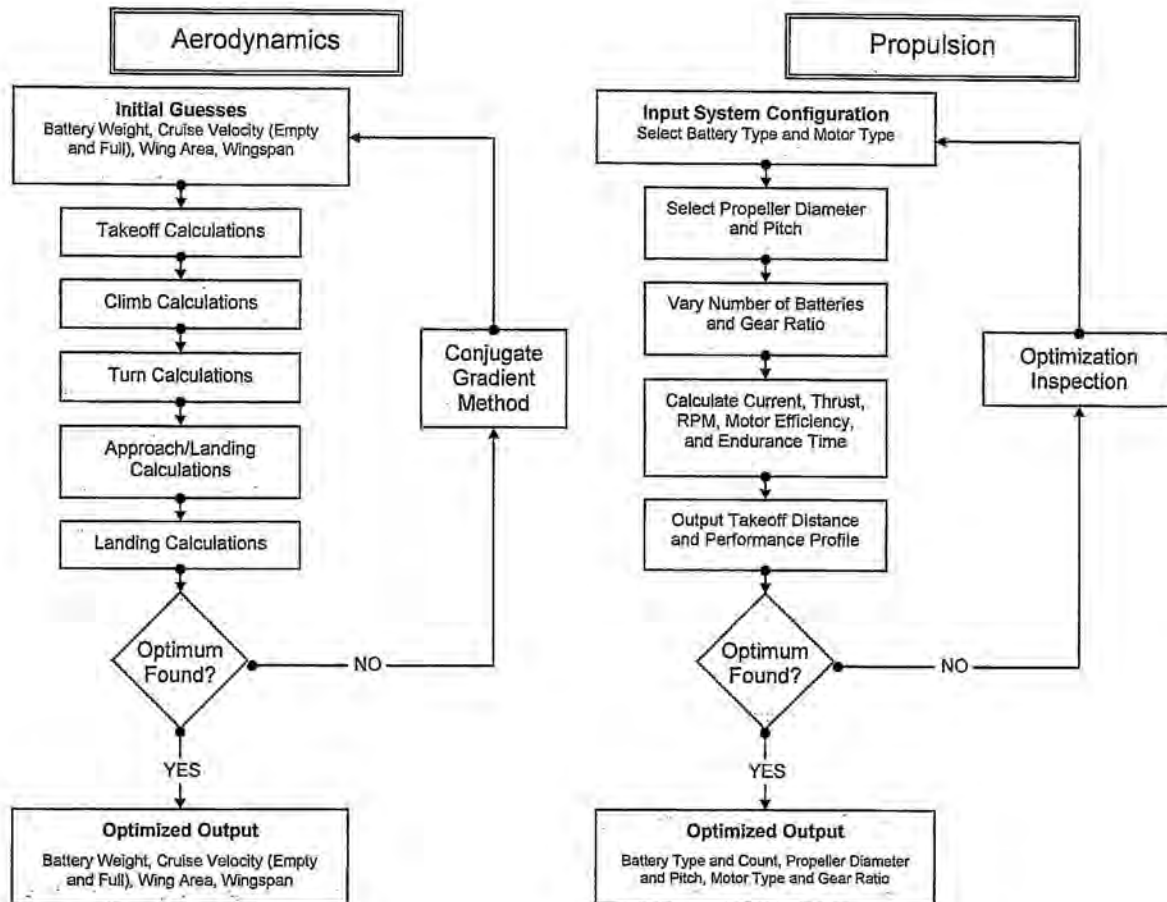 Aerodynamics
Initial Guesses
Battery Weight, Cruise Velocity (Empty
and Full), Wing Area, Wingspan
Takeoff Calculations
Climb Calculations
Turn Calculations
Approach/Landing
Calculations
Landing Calculations
Optimum
Found?
NO
Conjugate
Gradient
Method
YES
Optimized Output
Battery Weight, Cruise Velocity (Empty
and Full), Wing Area, Wingspan
Propulsion
Input System Configuration
Select Battery Type and Motor Type
Select Propeller Diameter
and Pitch
Vary Number of Batteries
and Gear Ratio
Calculate Current, Thrust,
RPM, Motor Efficiency,
and Endurance Time
Output Takeoff Distance
and Performance Profile
Optimum
Found?
NO
Optimization
Inspection
YES
Optimized Output
Battery Type and Count, Propeller Diameter
and Pitch, Motor Type and Gear Ratio